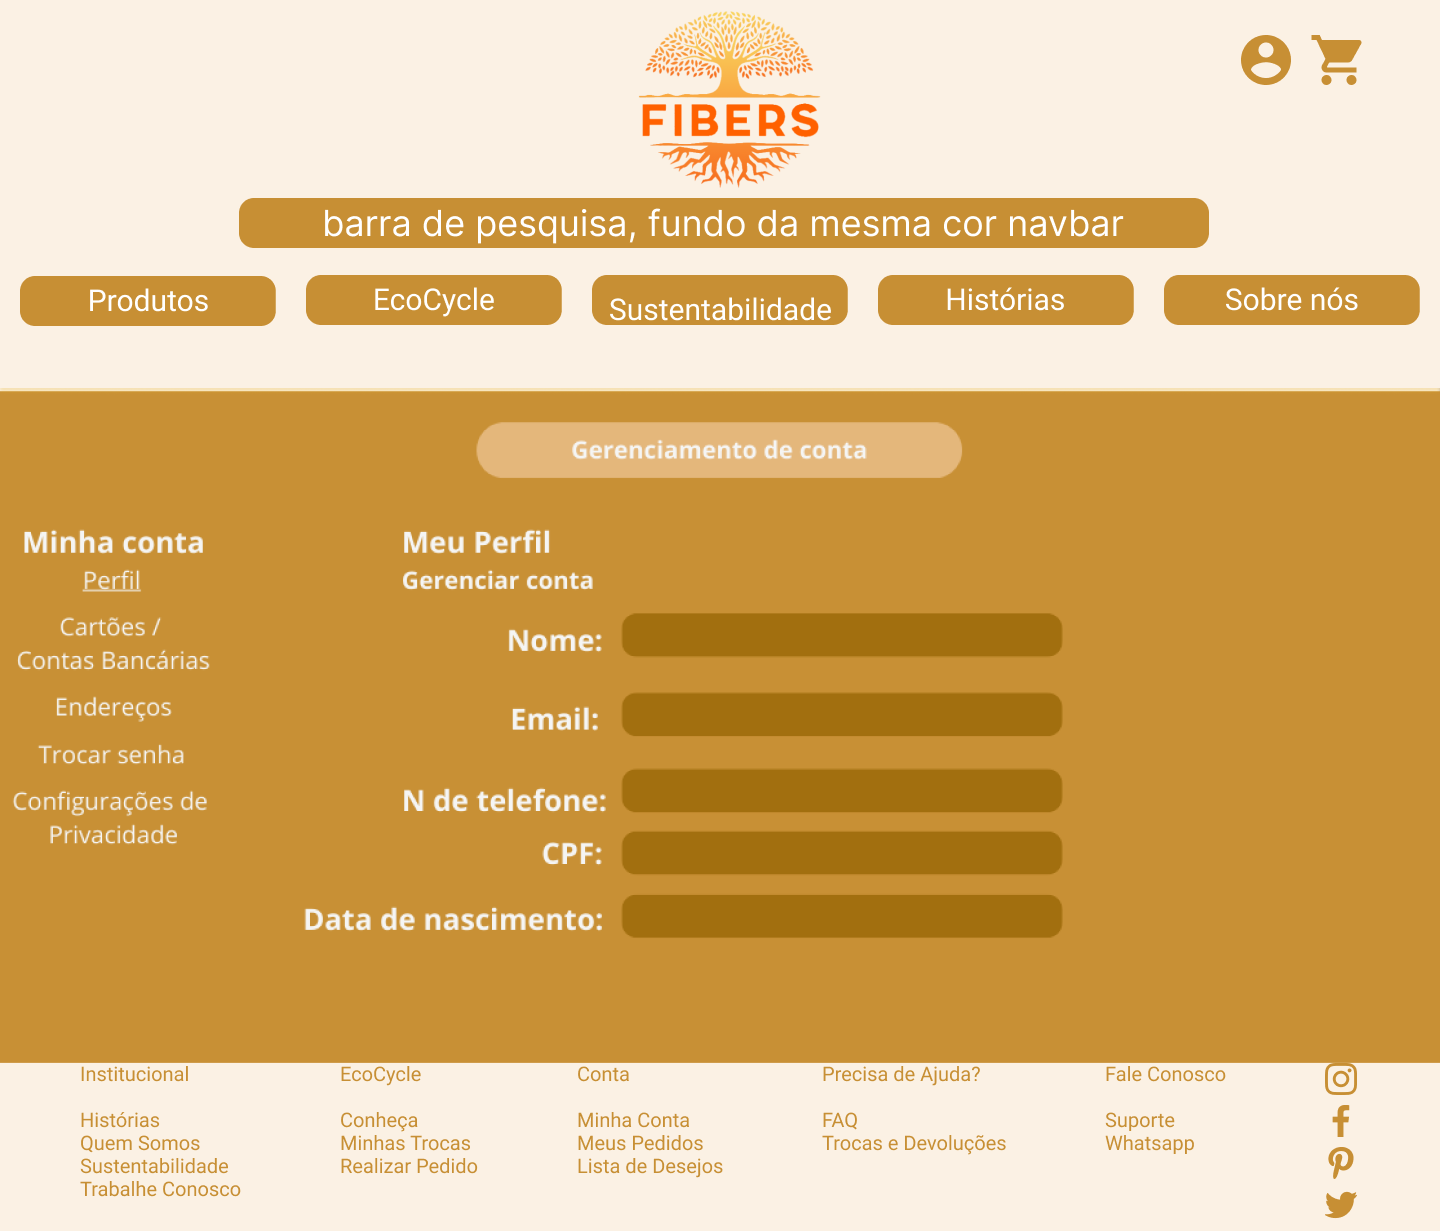 FIBERS
barra de pesquisa, fundo da mesma cor navbar
Produtos
EcoCycle
Sustentabilidade
Histórias
Sobre nós
Gerenciamento de conta
Minha conta
Perfil
Cartões /
Contas Bancárias
Endereços
Trocar senha
Configurações de
Privacidade
Meu Perfil
Gerenciar conta
Nome:
Email:
N de telefone:
CPF:
Data de nascimento:
Institucional
Histórias
Quem Somos
Sustentabilidade
Trabalhe Conosco
EcoCycle
Conheça
Minhas Trocas
Realizar Pedido
Conta
Minha Conta
Meus Pedidos
Lista de Desejos
Precisa de Ajuda?
FAQ
Trocas e Devoluções
Fale Conosco
Suporte
Whatsapp